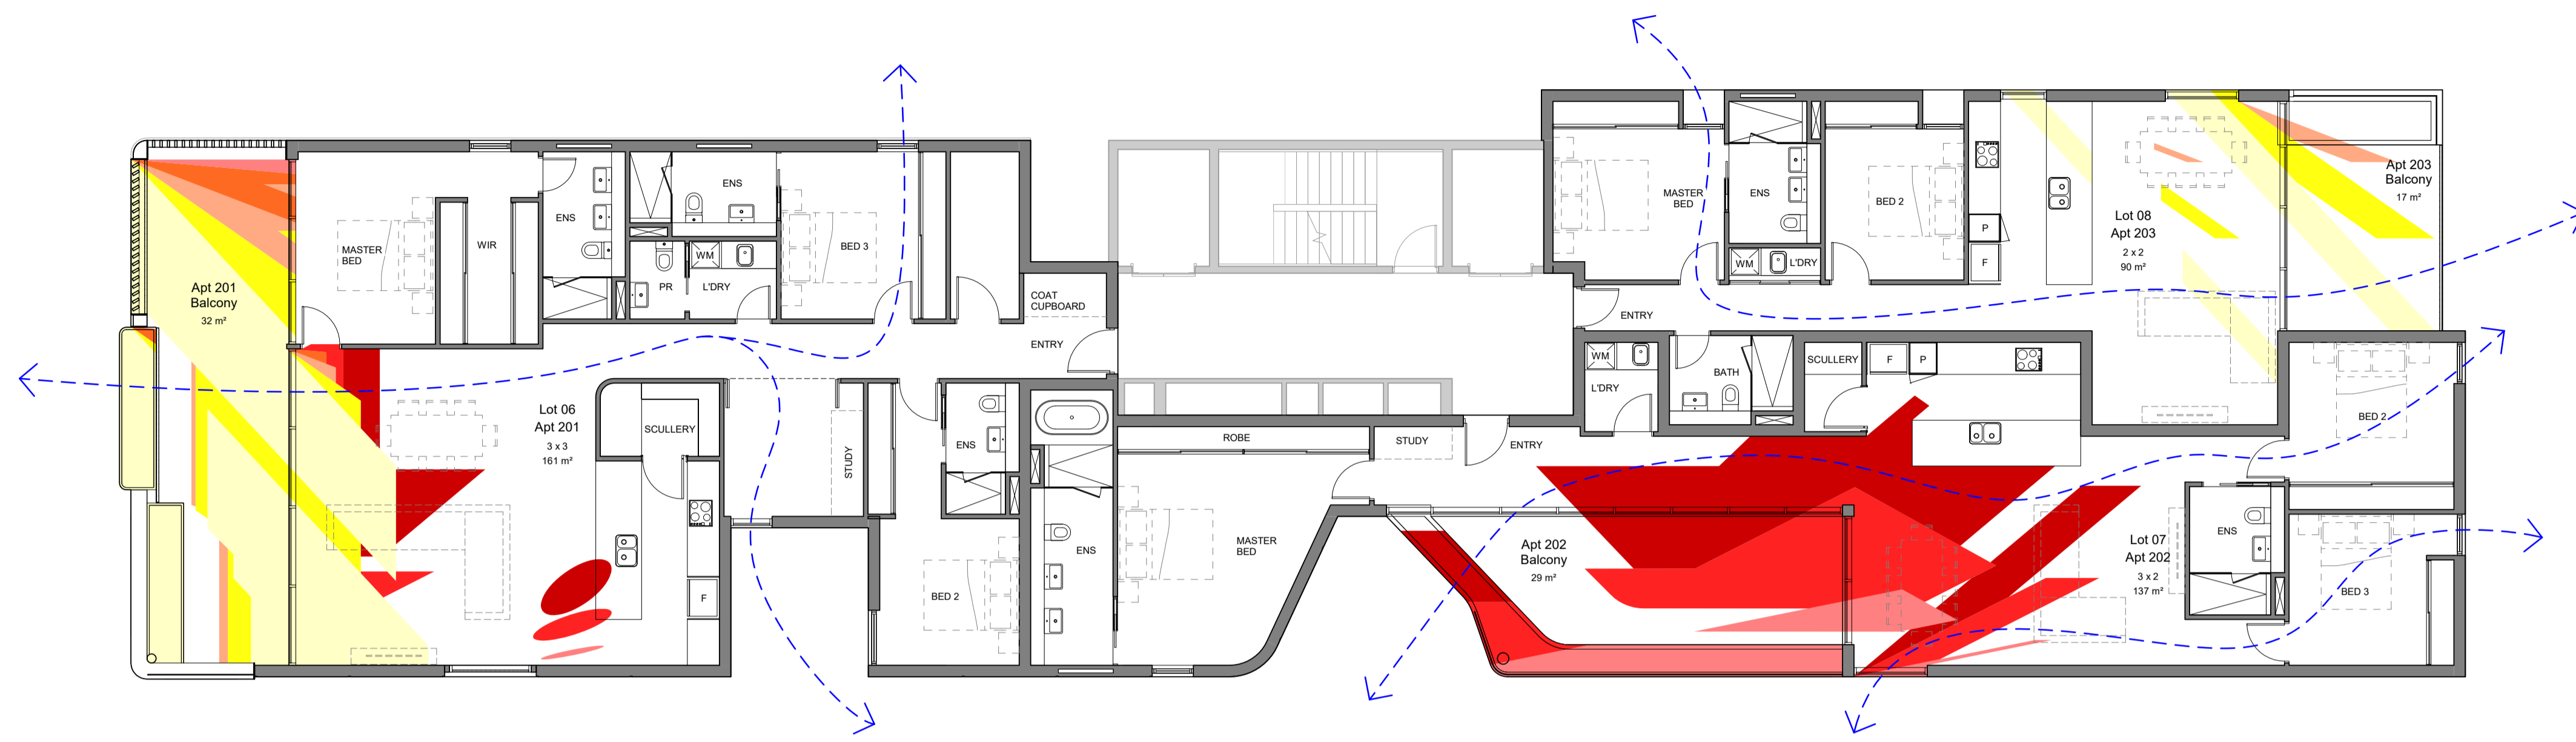 Apt 201
Balcony
32 m²
MASTER
BED
WIR
ENS
ENS
PR
WM
L'DRY
BED 3
COAT
CUPBOARD
ENTRY
Lot 06
Apt 201
3 x 3
161 m²
SCULLERY
F
STUDY
ENS
BED 2
ENS
ROBE
MASTER
BED
STUDY
ENTRY
Apt 202
Balcony
29 m²
L'DRY
WM
BATH
SCULLERY
F
P
Lot 07
Apt 202
3 x 2
137 m²
ENS
BED 2
BED 3
MASTER
BED
ENS
WM
L'DRY
ENTRY
BED 2
P
F
Lot 08
Apt 203
2 x 2
90 m²
Apt 203
Balcony
17 m²